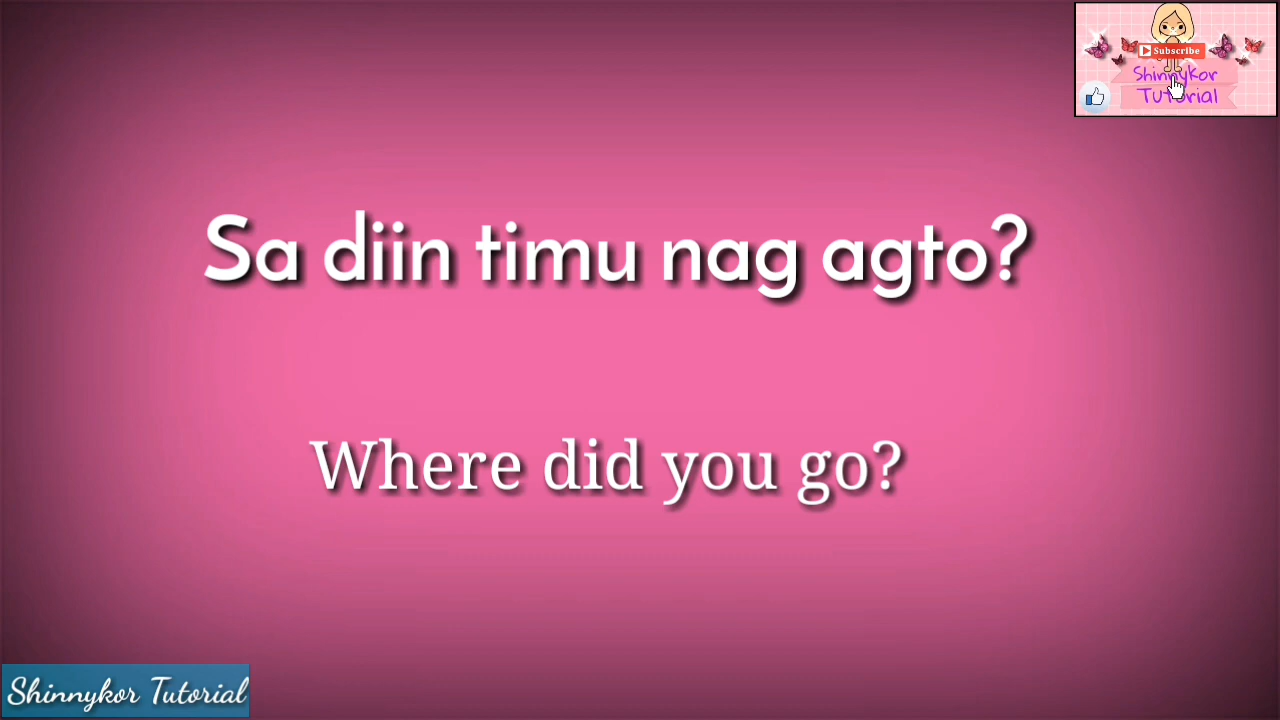 Subscribe
Shinnykor
Tutorial
Sa diin timu nag agto?
Where did you go?
Shinnykor Tutorial